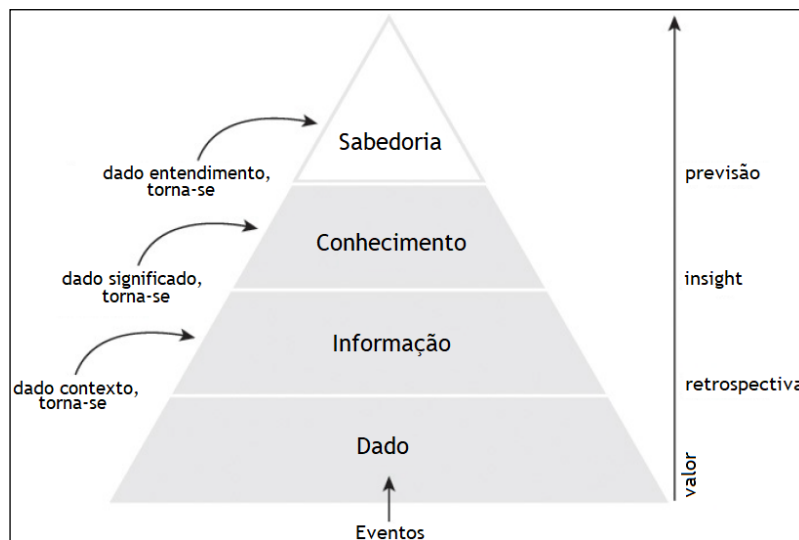 Sabedoria
dado entendimento,
torna-se
previsão
Conhecimento
dado significado,
torna-se
insight
Informação
dado contexto,
torna-se
retrospectiva
Dado
valor
Eventos